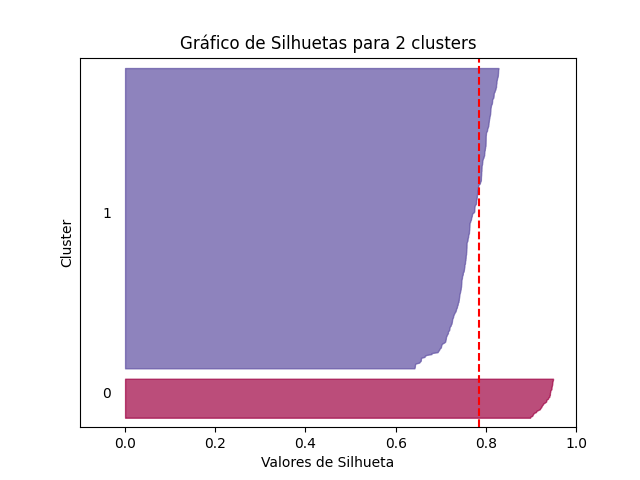 Gráfico de Silhuetas para 2 clusters
Cluster
1
0
0.0 0.2 0.4 0.6 0.8 1.0
Valores de Silhueta